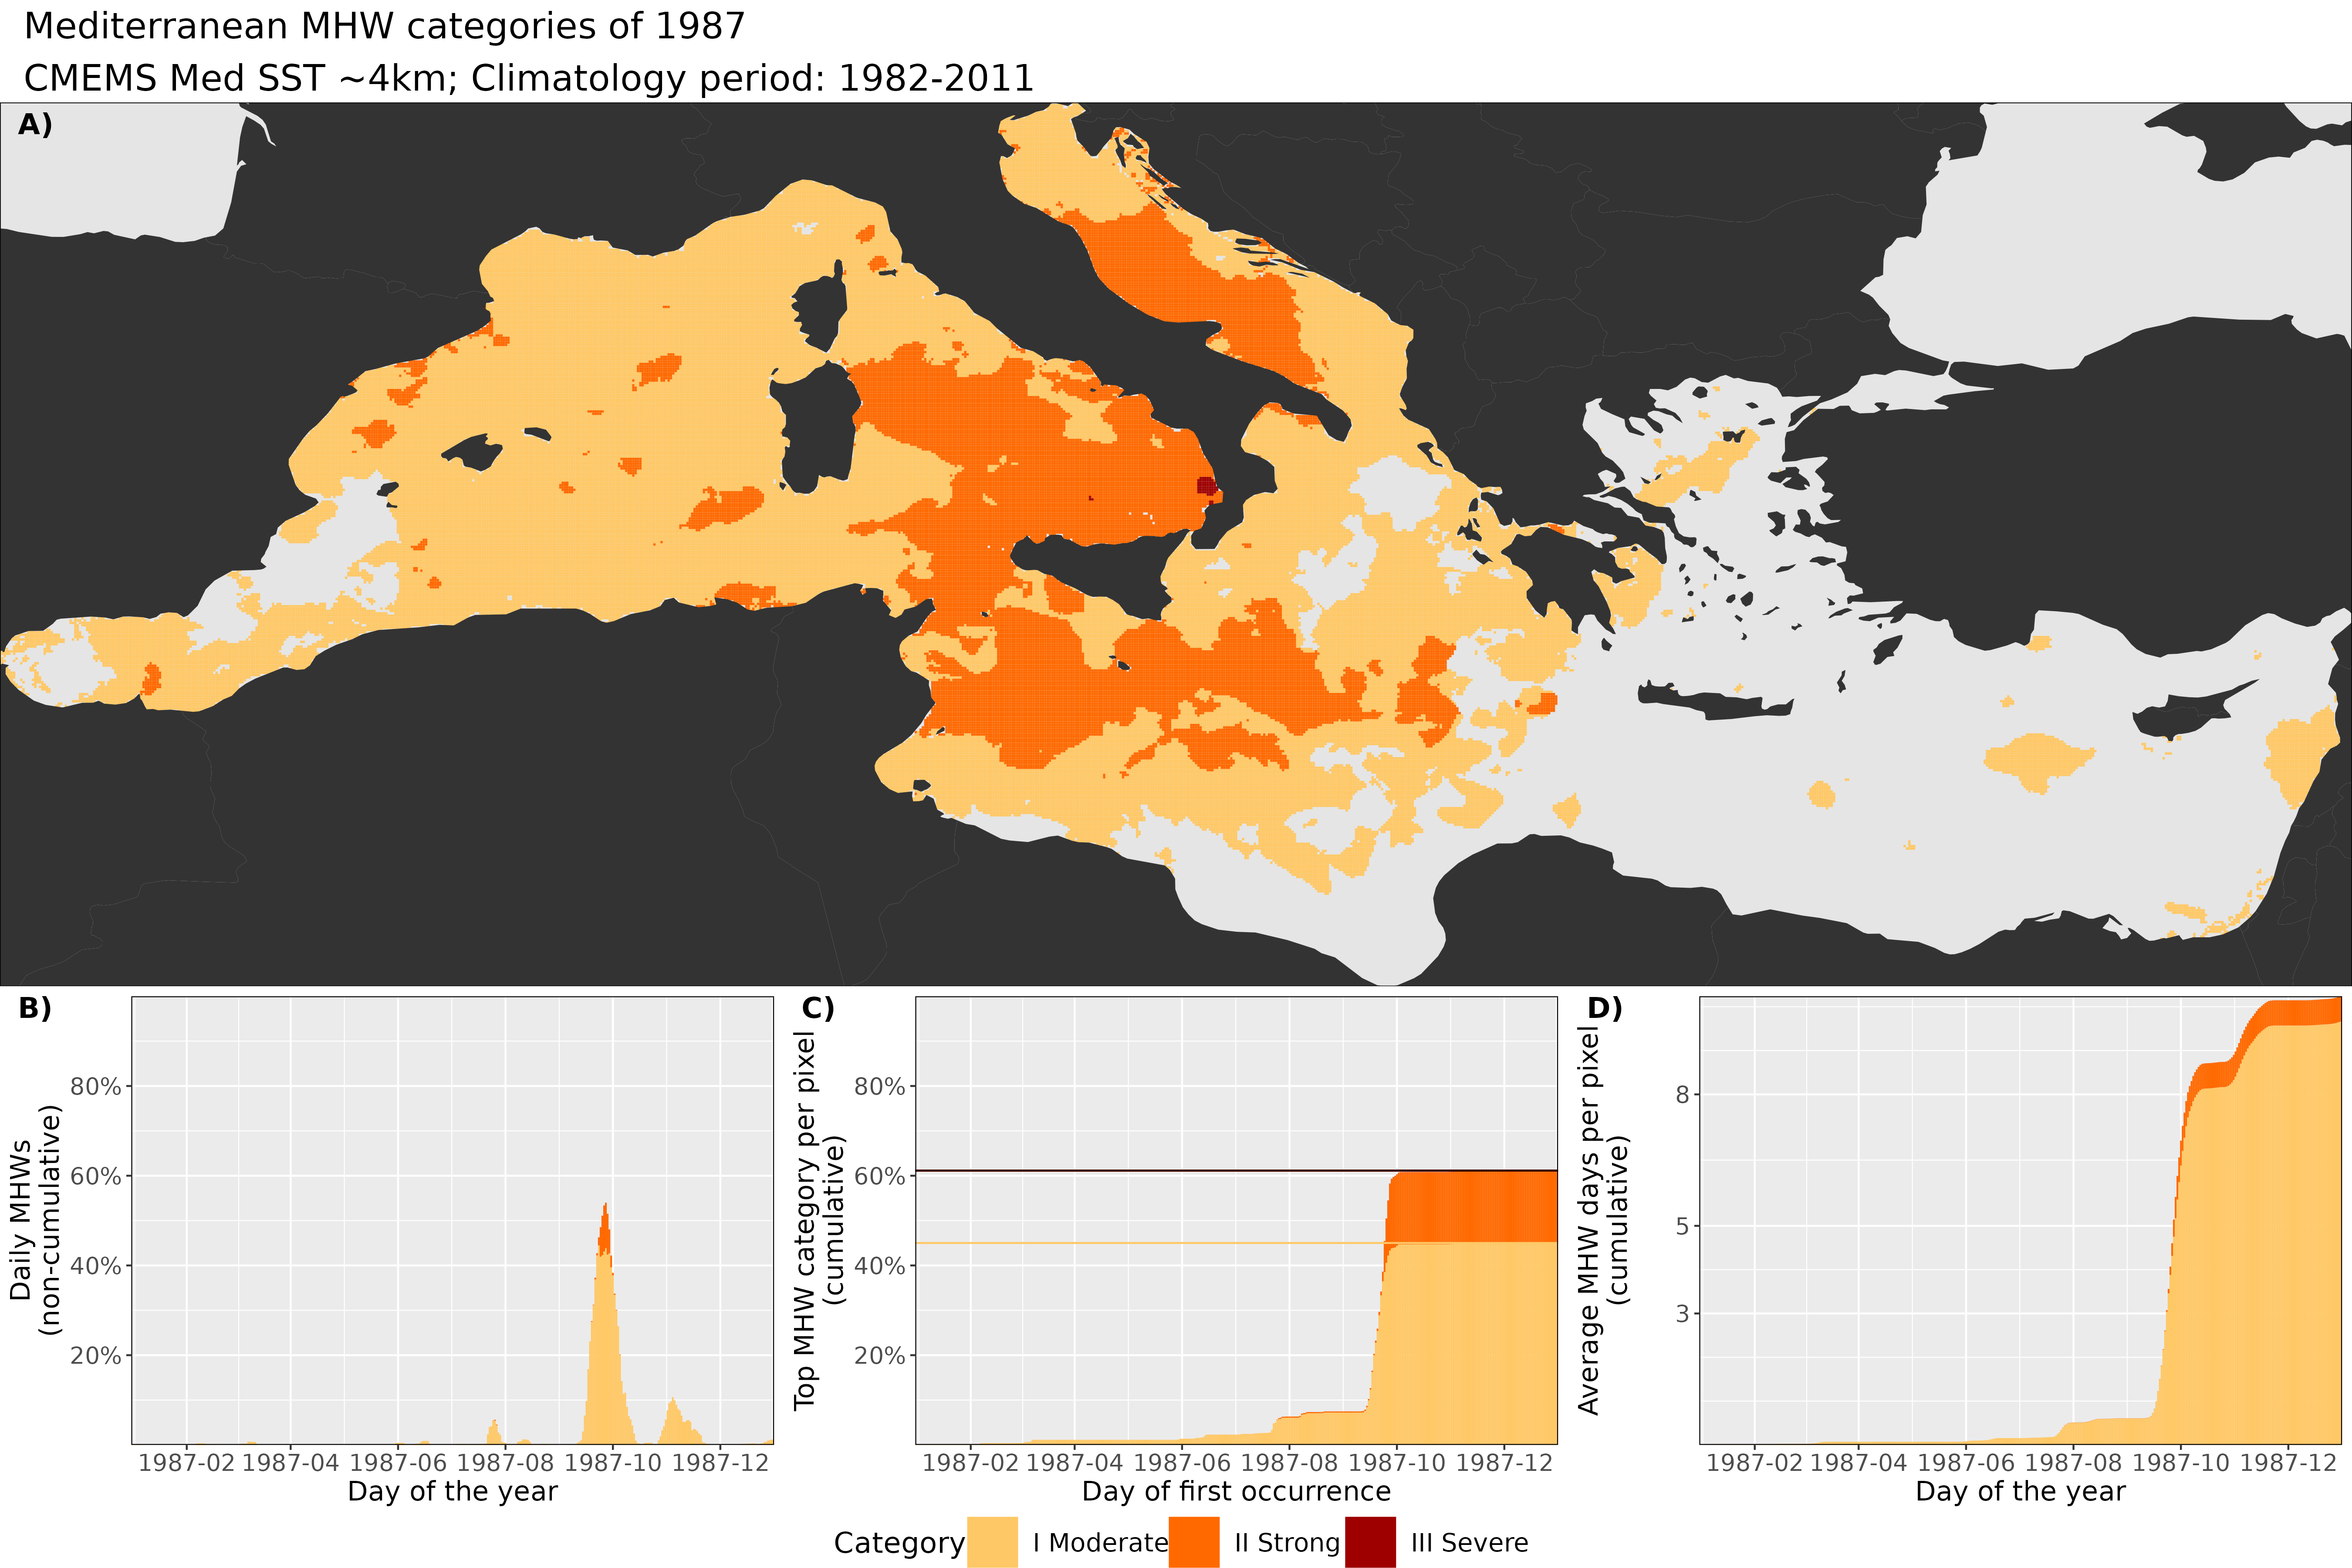 Mediterranean MHW categories of 1987
CMEMS Med SST ~4km; Climatology period: 1982-2011
A)
B)
Daily MHWs
(non-cumulative)
80%
60%
40%
20%
1987-02 1987-04 1987-06 1987-08 1987-10 1987-12
Day of the year
C)
Top MHW category per pixel
(cumulative)
80%
60%
40%
20%
1987-02 1987-04 1987-06 1987-08 1987-10 1987-12
Day of first occurrence
D)
Average MHW days per pixel
(cumulative)
8
5
3
1987-02 1987-04 1987-06 1987-08 1987-10 1987-12
Day of the year
Category I Moderate II Strong III Severe